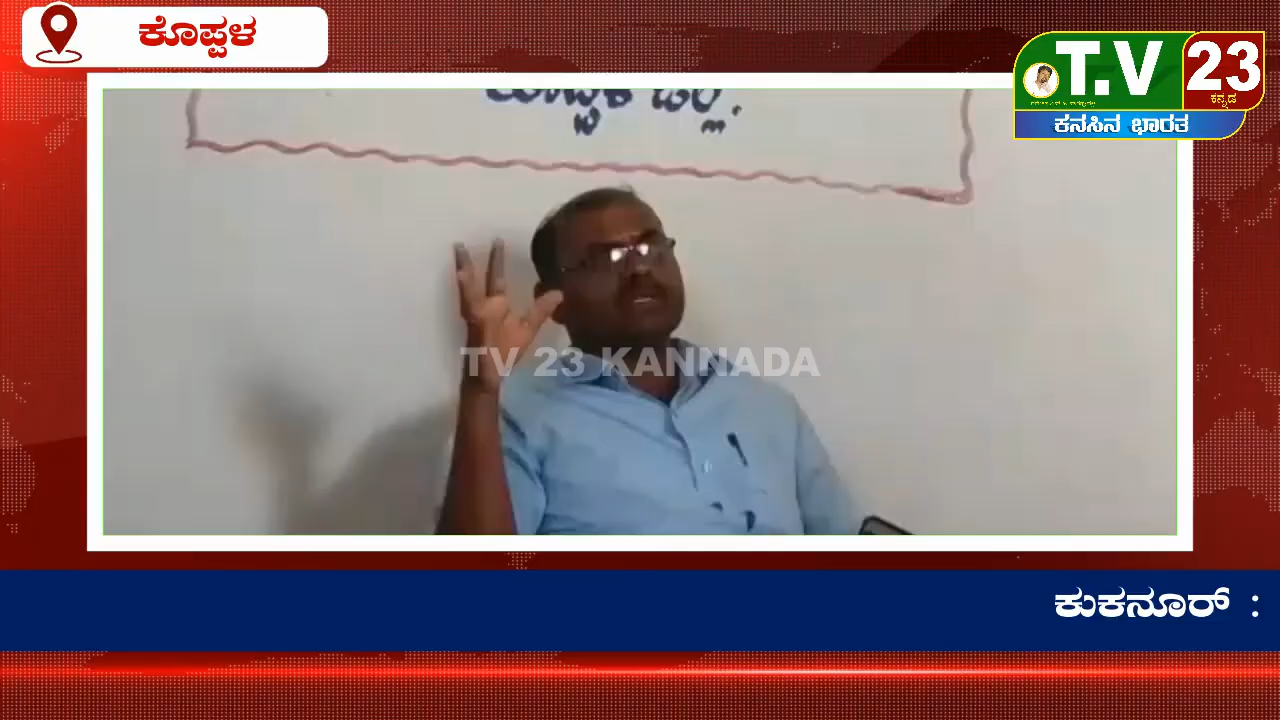 ಕೊಪ್ಪಳ
T.V 23
ಕನ್ನಡ
ಕನಸಿನ ಭಾರತ
TV 23 KANNADA
ಕುಕನೂರ್ :